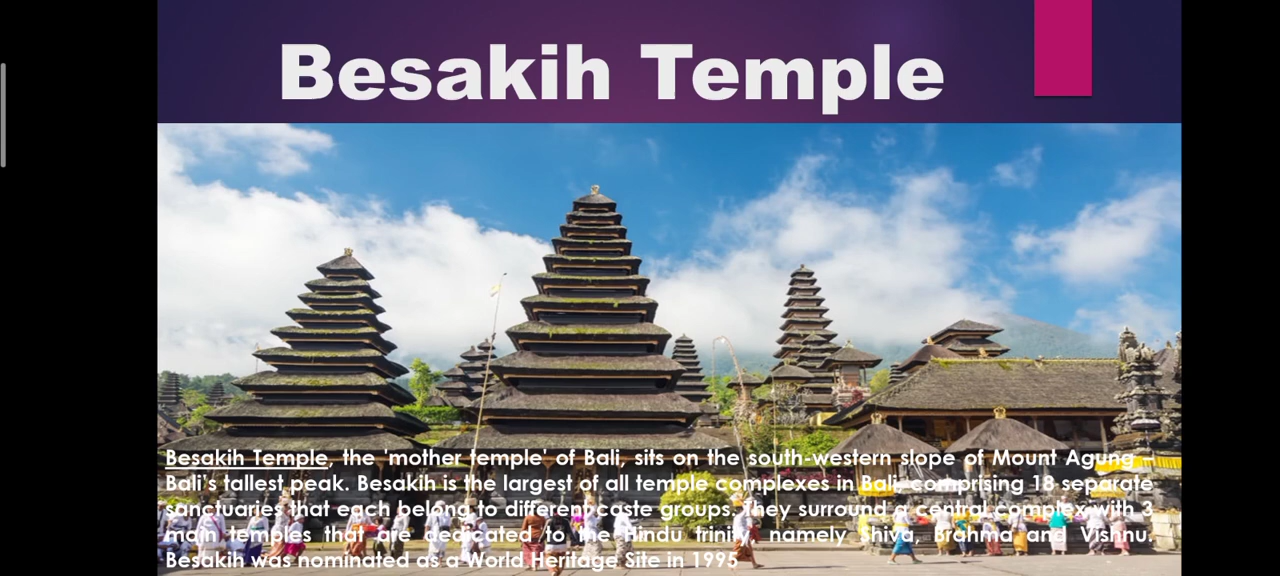 Besakih Temple
Besakih Temple, the 'mother temple' of Bali, sits on the south-western slope of Mount Agung
Bali's tallest peak. Besakih is the largest of all temple complexes in Bali, comprising 18 separate
sanctuaries that each belong to different caste groups. They surround a central complex with 3
main temples that are dedicated to the Hindu trinity, namely Shiva, Brahma and Vishnu.
Besakih was nominated as a World Heritage Site in 1995